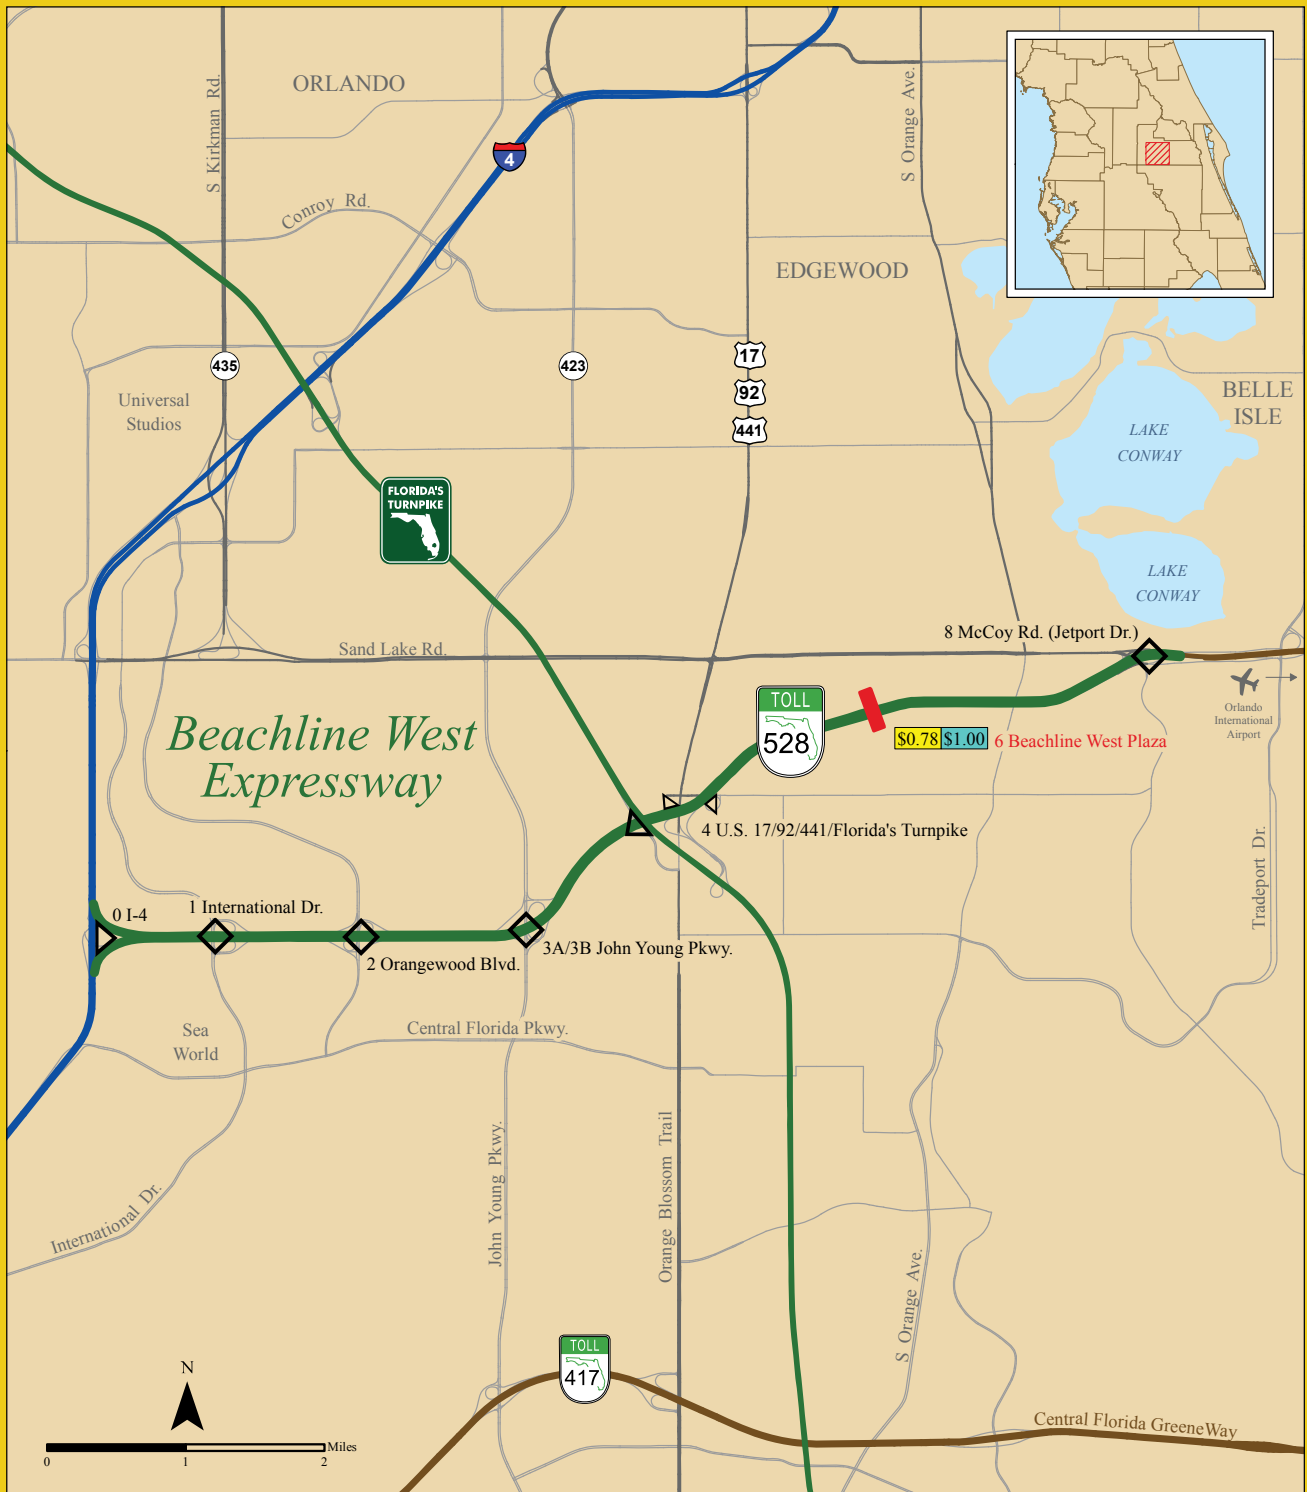 ORLANDO
S Kirkman Rd.
S Orange Ave.
4
Conroy Rd.
EDGEWOOD
435
423
17
92
441
Universal
Studios
BELLE
ISLE
LAKE
CONWAY
FLORIDA'S
TURNPIKE
LAKE
CONWAY
Sand Lake Rd.
8 McCoy Rd. (Jetport Dr.)
Orlando
International
Airport
Beachline West
Expressway
TOLL
528
$0.78 $1.00 6 Beachline West Plaza
4 U.S. 17/92/441/Florida's Turnpike
Tradeport Dr.
0 I-4
1 International Dr.
2 Orangewood Blvd.
3A/3B John Young Pkwy.
Sea
World
Central Florida Pkwy.
International Dr.
John Young Pkwy.
Orange Blossom Trail
S Orange Ave.
TOLL
417
Central Florida GreeneWay
N
Miles
0 1 2